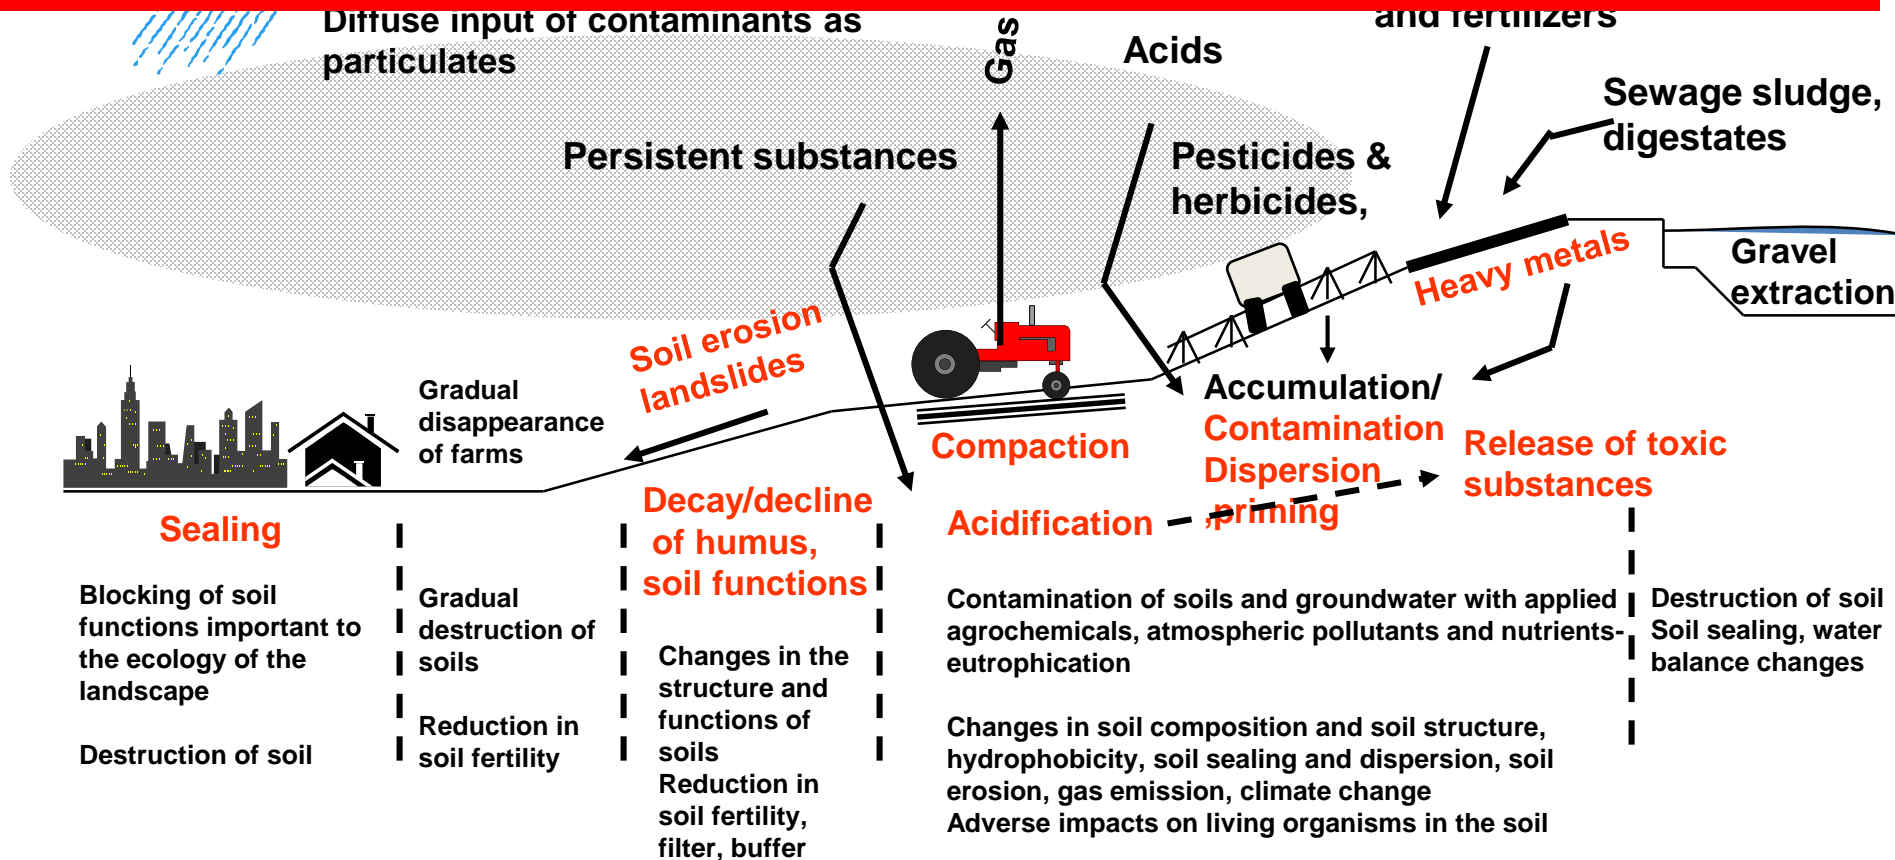 Diffuse input of contaminants as
particulates
Gas
Acids
and fertilizers
Sewage sludge,
digestates
Persistent substances
Pesticides &
herbicides,
Heavy metals
Gravel
extraction
Soil erosion
landslides
Gradual
disappearance
of farms
Compaction
Accumulation/
Contamination
Dispersion
,priming
Release of toxic
substances
Sealing
Decay/decline
of humus,
soil functions
Acidification
Blocking of soil
functions important to
the ecology of the
landscape
Destruction of soil
Gradual
destruction of
soils
Reduction in
soil fertility
Changes in the
structure and
functions of
soils
Reduction in
soil fertility,
filter, buffer
Contamination of soils and groundwater with applied
agrochemicals, atmospheric pollutants and nutrients-
eutrophication
Changes in soil composition and soil structure,
hydrophobicity, soil sealing and dispersion, soil
erosion, gas emission, climate change
Adverse impacts on living organisms in the soil
Destruction of soil
Soil sealing, water
balance changes